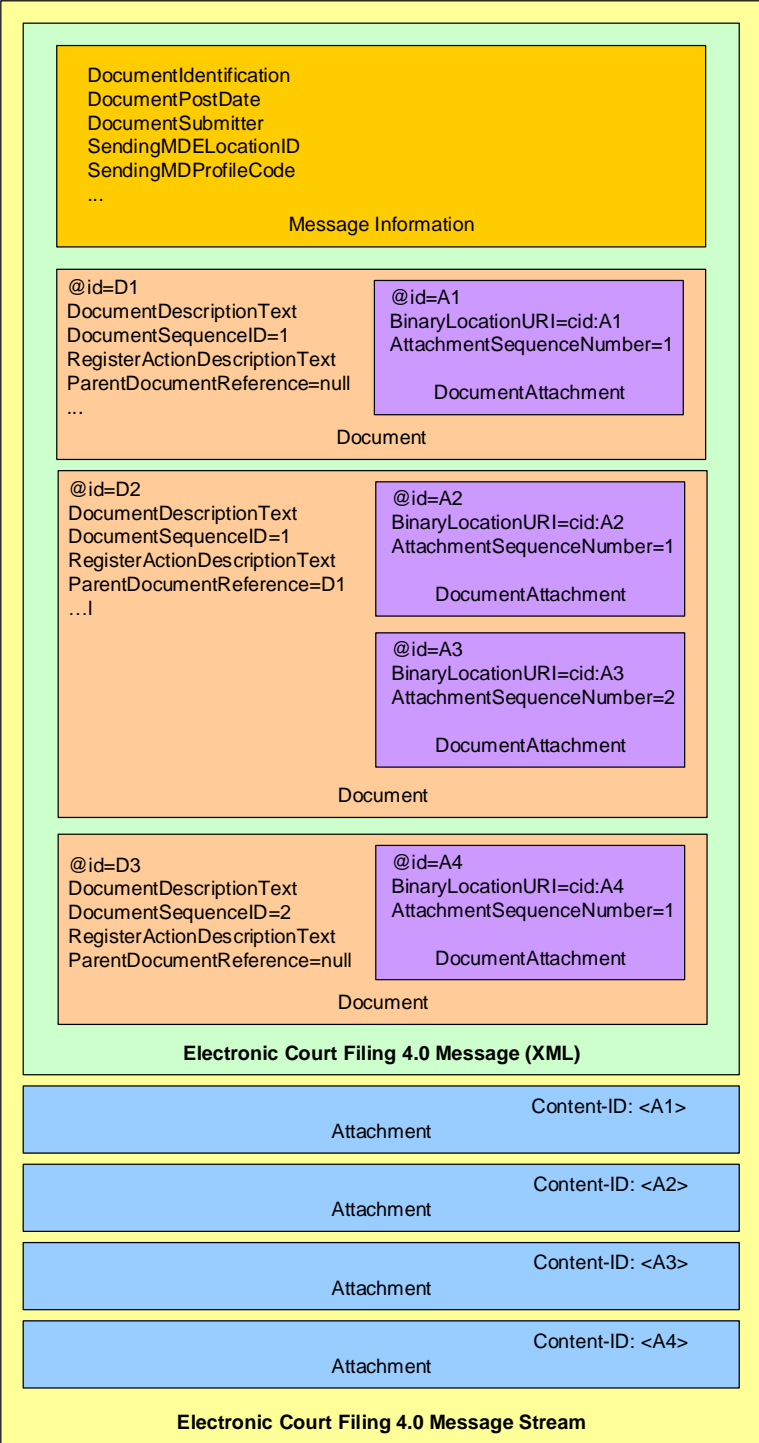 DocumentIdentification
DocumentPostDate
DocumentSubmitter
SendingMDELocationID
SendingMDProfileCode
...
Message Information
@id=D1
DocumentDescriptionText
DocumentSequenceID=1
RegisterActionDescriptionText
ParentDocumentReference=null
...
@id=A1
BinaryLocationURI=cid:A1
AttachmentSequenceNumber=1
DocumentAttachment
Document
@id=D2
DocumentDescriptionText
DocumentSequenceID=1
RegisterActionDescriptionText
ParentDocumentReference=D1
...l
@id=A2
BinaryLocationURI=cid:A2
AttachmentSequenceNumber=1
DocumentAttachment
@id=A3
BinaryLocationURI=cid:A3
AttachmentSequenceNumber=2
DocumentAttachment
Document
@id=D3
DocumentDescriptionText
DocumentSequenceID=2
RegisterActionDescriptionText
ParentDocumentReference=null
@id=A4
BinaryLocationURI=cid:A4
AttachmentSequenceNumber=1
DocumentAttachment
Document
Electronic Court Filing 4.0 Message (XML)
Content-ID: <A1>
Attachment
Content-ID: <A2>
Attachment
Content-ID: <A3>
Attachment
Content-ID: <A4>
Attachment
Electronic Court Filing 4.0 Message Stream